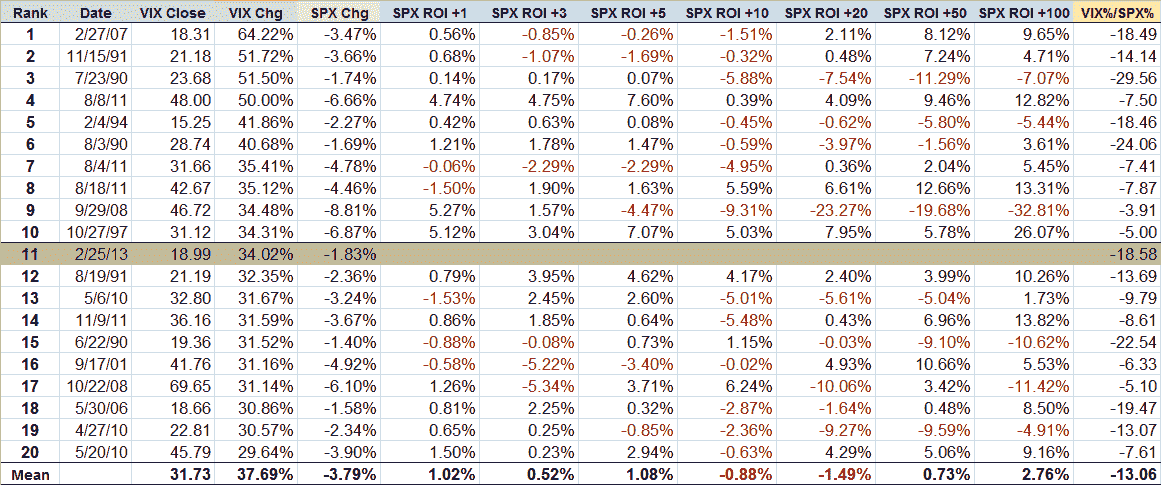 Rank Date VIX Close VIX Chg SPX Chg SPX ROI +1 SPX ROI +3 SPX ROI +5 SPX ROI +10 SPX ROI +20 SPX ROI +50 SPX ROI +100 VIX%/SPX%
1 2/27/07 18.31 64.22% -3.47% 0.56% -0.85% -0.26% -1.51% 2.11% 8.12% 9.65% -18.49
2 11/15/91 21.18 51.72% -3.66% 0.68% -1.07% -1.69% -0.32% 0.48% 7.24% 4.71% -14.14
3 7/23/90 23.68 51.50% -1.74% 0.14% 0.17% 0.07% -5.88% -7.54% -11.29% -7.07% -29.56
4 8/8/11 48.00 50.00% -6.66% 4.74% 4.75% 7.60% 0.39% 4.09% 9.46% 12.82% -7.50
5 2/4/94 15.25 41.86% -2.27% 0.42% 0.63% 0.08% -0.45% -0.62% -5.80% -5.44% -18.46
6 8/3/90 28.74 40.68% -1.69% 1.21% 1.78% 1.47% -0.59% -3.97% -1.56% 3.61% -24.06
7 8/4/11 31.66 35.41% -4.78% -0.06% -2.29% -2.29% -4.95% 0.36% 2.04% 5.45% -7.41
8 8/18/11 42.67 35.12% -4.46% -1.50% 1.90% 1.63% 5.59% 6.61% 12.66% 13.31% -7.87
9 9/29/08 46.72 34.48% -8.81% 5.27% 1.57% -4.47% -9.31% -23.27% -19.68% -32.81% -3.91
10 10/27/97 31.12 34.31% -6.87% 5.12% 3.04% 7.07% 5.03% 7.95% 5.78% 26.07% -5.00
11 2/25/13 18.99 34.02% -1.83% -18.58
12 8/19/91 21.19 32.35% -2.36% 0.79% 3.95% 4.62% 4.17% 2.40% 3.99% 10.26% -13.69
13 5/6/10 32.80 31.67% -3.24% -1.53% 2.45% 2.60% -5.01% -5.61% -5.04% 1.73% -9.79
14 11/9/11 36.16 31.59% -3.67% 0.86% 1.85% 0.64% -5.48% 0.43% 6.96% 13.82% -8.61
15 6/22/90 19.36 31.52% -1.40% -0.88% -0.08% 0.73% 1.15% -0.03% -9.10% -10.62% -22.54
16 9/17/01 41.76 31.16% -4.92% -0.58% -5.22% -3.40% -0.02% 4.93% 10.66% 5.53% -6.33
17 10/22/08 69.65 31.14% -6.10% 1.26% -5.34% 3.71% 6.24% -10.06% 3.42% -11.42% -5.10
18 5/30/06 18.66 30.86% -1.58% 0.81% 2.25% 0.32% -2.87% -1.64% 0.48% 8.50% -19.47
19 4/27/10 22.81 30.57% -2.34% 0.65% 0.25% -0.85% -2.36% -9.27% -9.59% -4.91% -13.07
20 5/20/10 45.79 29.64% -3.90% 1.50% 0.23% 2.94% -0.63% 4.29% 5.06% 9.16% -7.61
Mean 31.73 37.69% -3.79% 1.02% 0.52% 1.08% -0.88% -1.49% 0.73% 2.76% -13.06